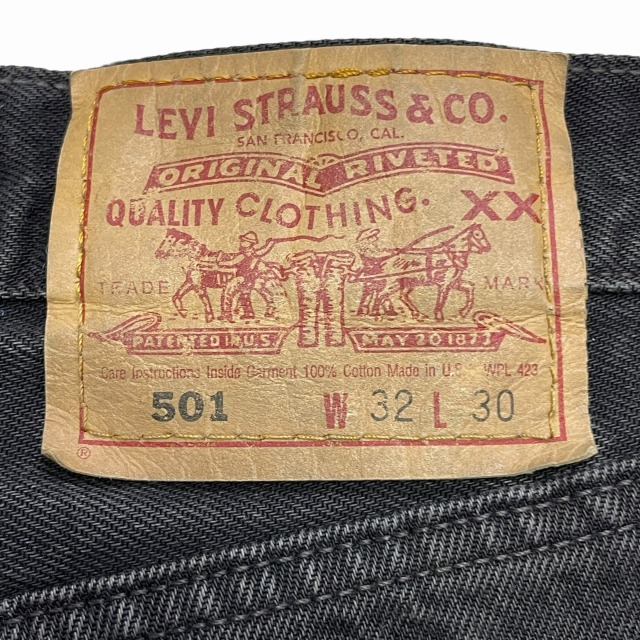 LEVI STRAUSS & CO.
SAN FRANCISCO, CAL.
ORIGINAL RIVETED
QUALITY CLOTHING. XX
TRADE MARK
PATENTED IN U.S. MAY 20 1873
Care Instructions Inside Garment 100% Cotton Made in U.S. WPL 423
501 W 32 L 30
®